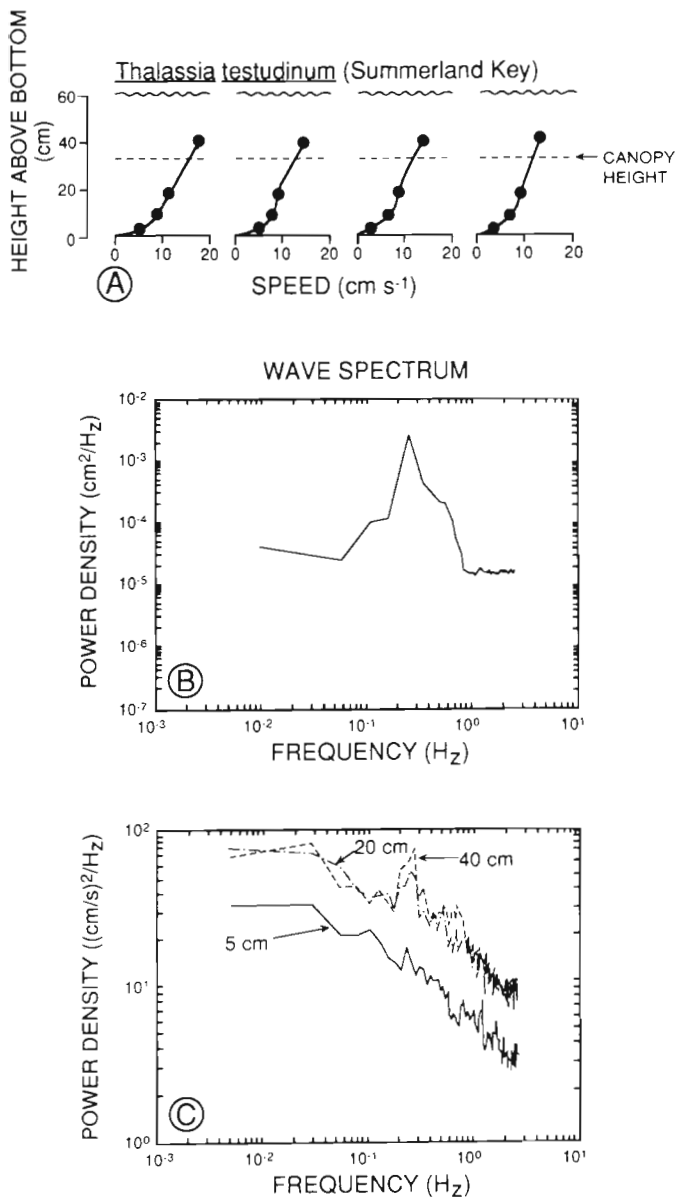 Thalassia testudinum (Summerland Key)
HEIGHT ABOVE BOTTOM
(cm)
60
40
20
0
CANOPY
HEIGHT
0 10 20 0 10 20 0 10 20 0 10 20
A
SPEED (cm s-1)
WAVE SPECTRUM
POWER DENSITY (cm2/Hz)
10-2
10-3
10-4
10-5
10-6
10-7
B
10-3 10-2 10-1 100 101
FREQUENCY (Hz)
POWER DENSITY ((cm/s)2/Hz)
102
101
100
20 cm
40 cm
5 cm
C
10-3 10-2 10-1 100 101
FREQUENCY (Hz)